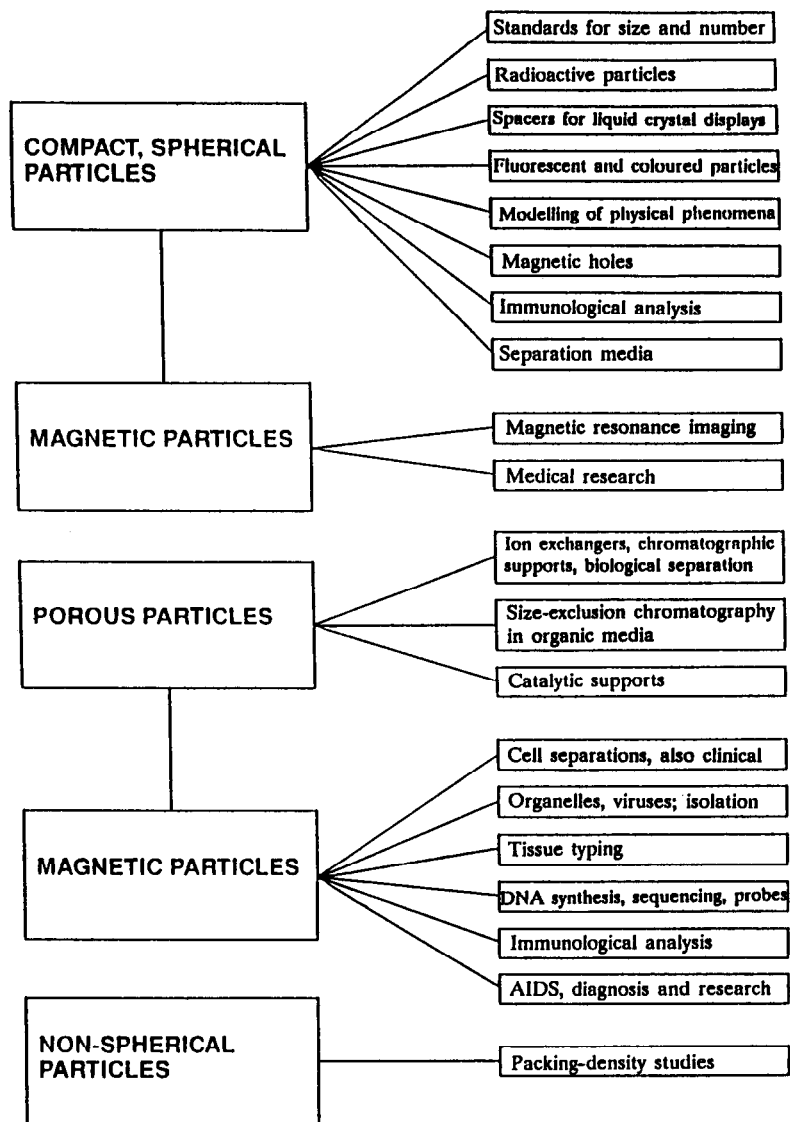 COMPACT, SPHERICAL
PARTICLES
Standards for size and number
Radioactive particles
Spacers for liquid crystal displays
Fluorescent and coloured particles
Modelling of physical phenomena
Magnetic holes
Immunological analysis
Separation media
MAGNETIC PARTICLES
Magnetic resonance imaging
Medical research
POROUS PARTICLES
Ion exchangers, chromatographic
supports, biological separation
Size-exclusion chromatography
in organic media
Catalytic supports
MAGNETIC PARTICLES
Cell separations, also clinical
Organelles, viruses; isolation
Tissue typing
DNA synthesis, sequencing, probes
Immunological analysis
AIDS, diagnosis and research
NON-SPHERICAL
PARTICLES
Packing-density studies